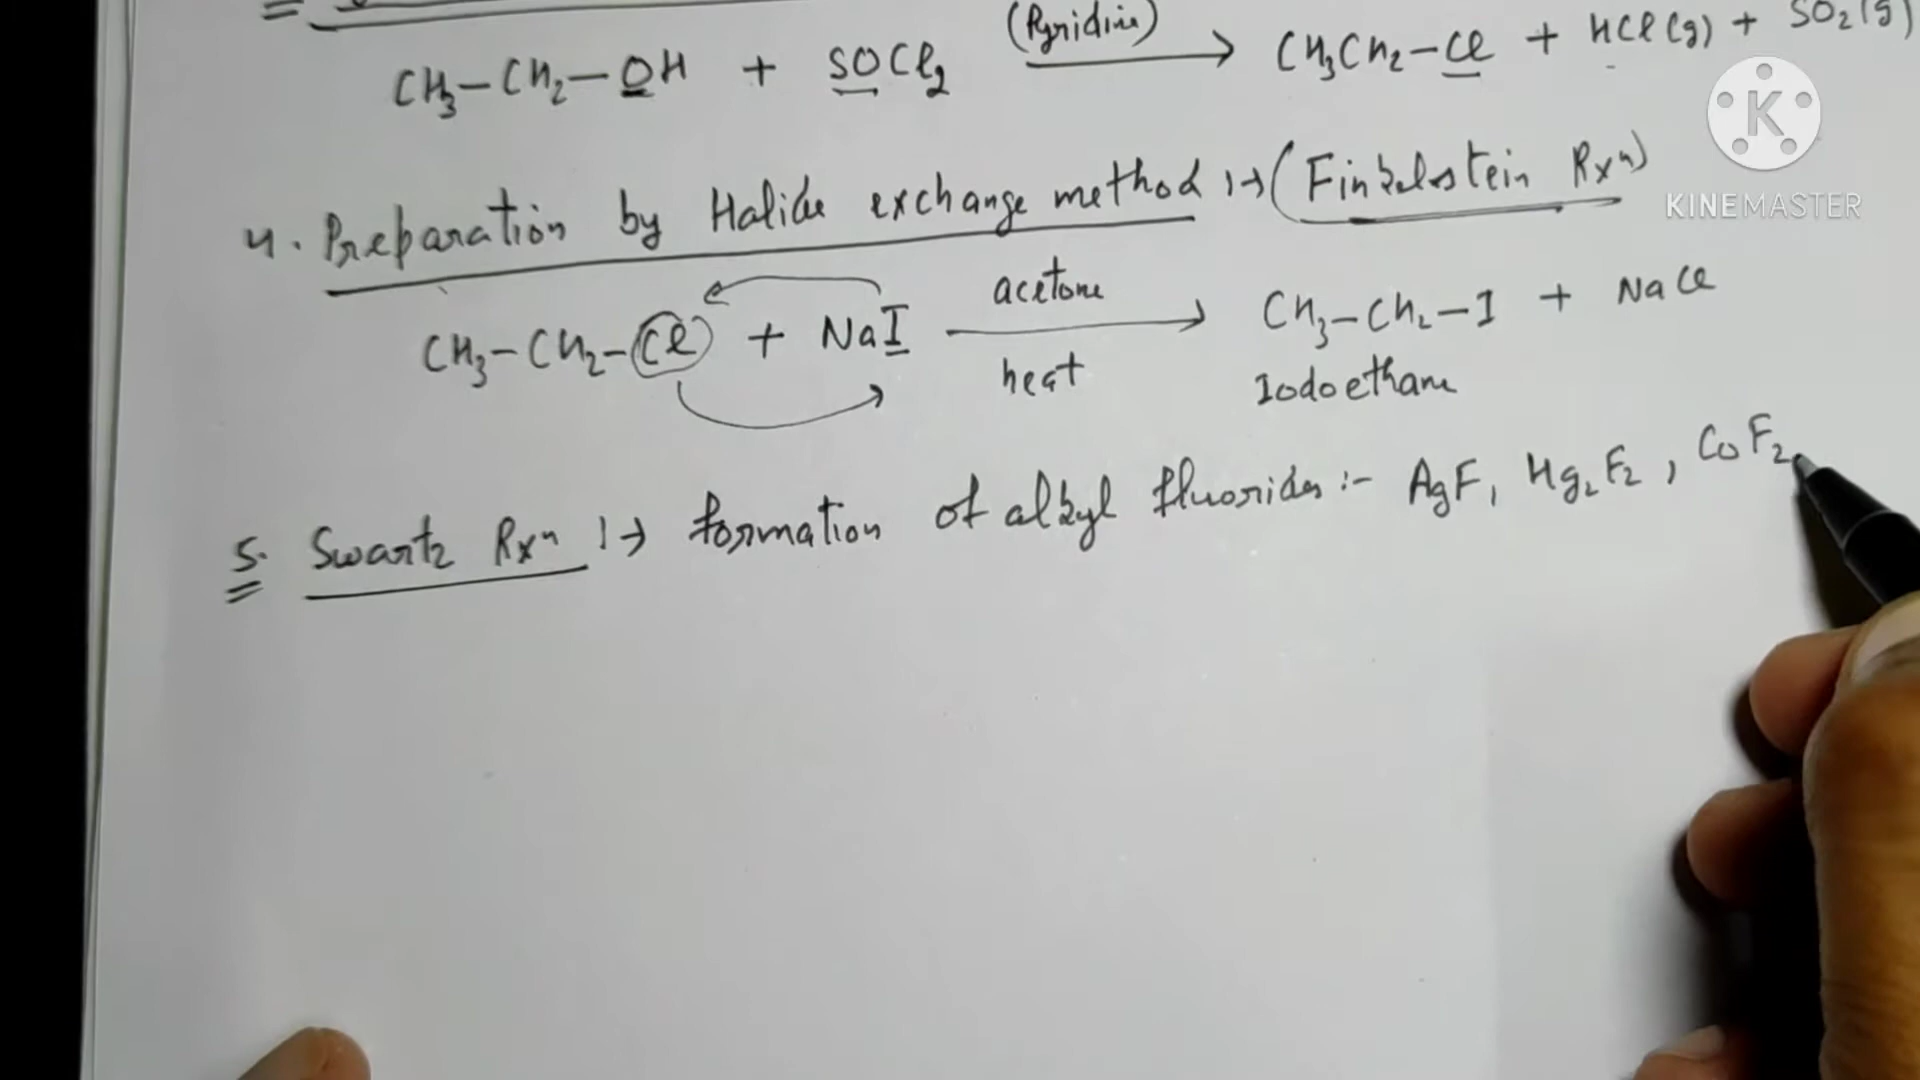 (Pyridine)
CH3-CH2-OH + SOCl2 → CH3CH2-Cl + HCl(g) + SO2(g)
K
KINEMASTER
4. Preparation by Halide exchange method :→ (Finkelstein Rxⁿ)
acetone
CH3-CH2-Cl + NaI → CH3-CH2-I + NaCl
heat
Iodoethane
5. Swartz Rxⁿ :→ formation of alkyl fluorides :- AgF, Hg2F2, CoF2